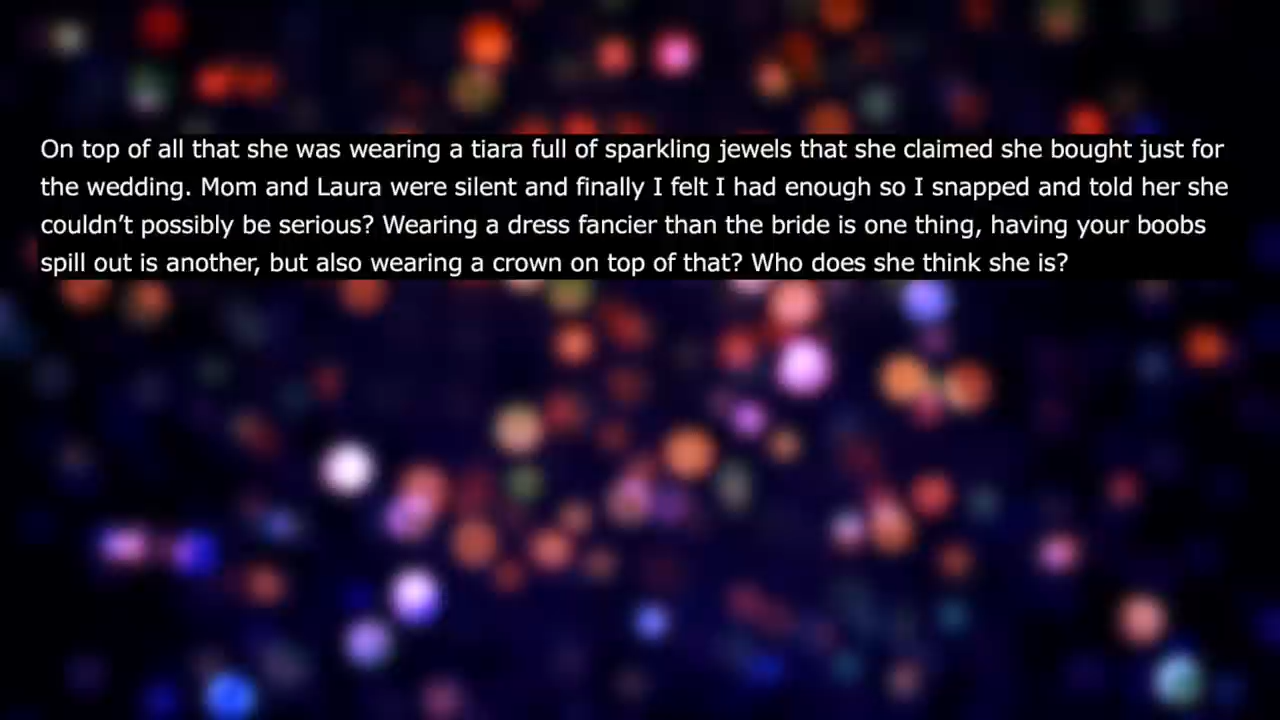 On top of all that she was wearing a tiara full of sparkling jewels that she claimed she bought just for
the wedding. Mom and Laura were silent and finally I felt I had enough so I snapped and told her she
couldn’t possibly be serious? Wearing a dress fancier than the bride is one thing, having your boobs
spill out is another, but also wearing a crown on top of that? Who does she think she is?